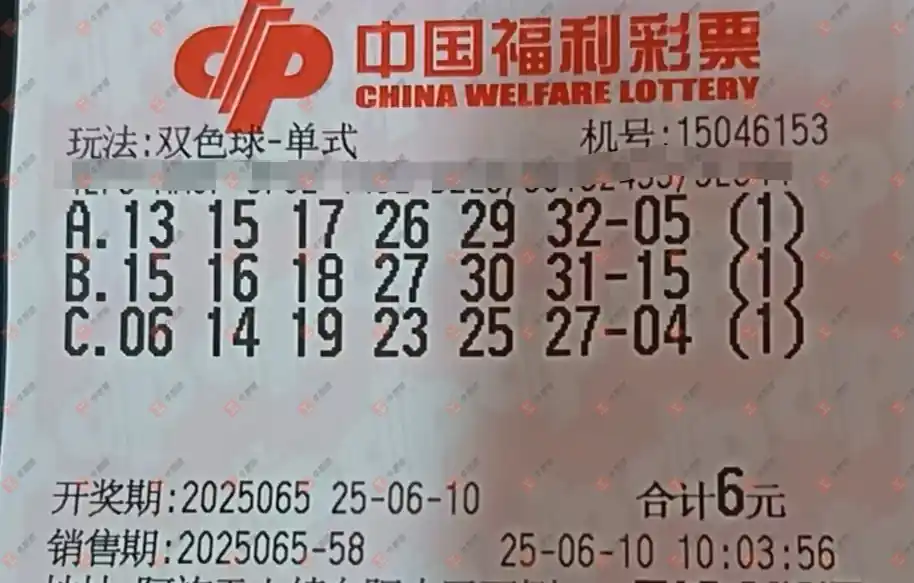 中国福利彩票
CHINA WELFARE LOTTERY
玩法:双色球-单式 机号:15046153
A.13 15 17 26 29 32-05 (1)
B.15 16 18 27 30 31-15 (1)
C.06 14 19 23 25 27-04 (1)
开奖期:2025065 25-06-10 合计6元
销售期:2025065-58 25-06-10 10:03:56